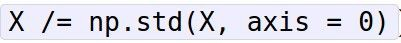 X /= np.std(X, axis = 0)